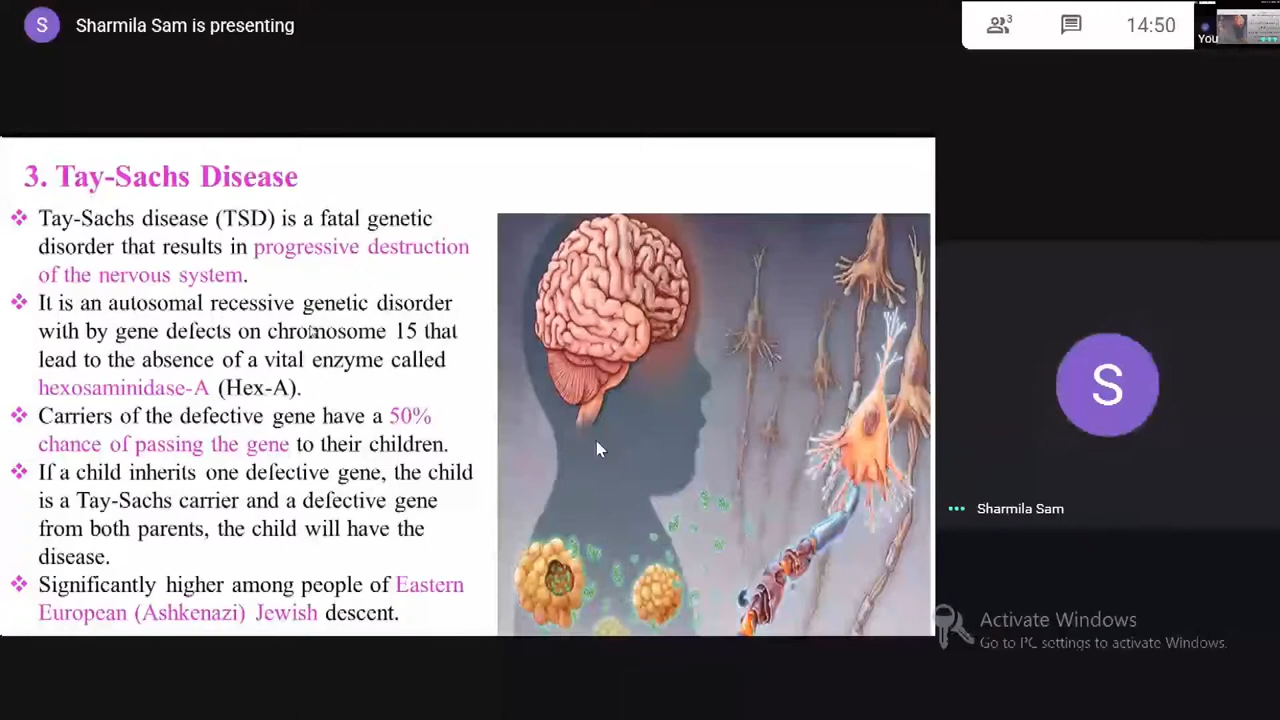 S
Sharmila Sam is presenting
3
14:50
You
3. Tay-Sachs Disease
❖ Tay-Sachs disease (TSD) is a fatal genetic
disorder that results in progressive destruction
of the nervous system.
❖ It is an autosomal recessive genetic disorder
with by gene defects on chromosome 15 that
lead to the absence of a vital enzyme called
hexosaminidase-A (Hex-A).
❖ Carriers of the defective gene have a 50%
chance of passing the gene to their children.
❖ If a child inherits one defective gene, the child
is a Tay-Sachs carrier and a defective gene
from both parents, the child will have the
disease.
❖ Significantly higher among people of Eastern
European (Ashkenazi) Jewish descent.
S
Sharmila Sam
Activate Windows
Go to PC settings to activate Windows.